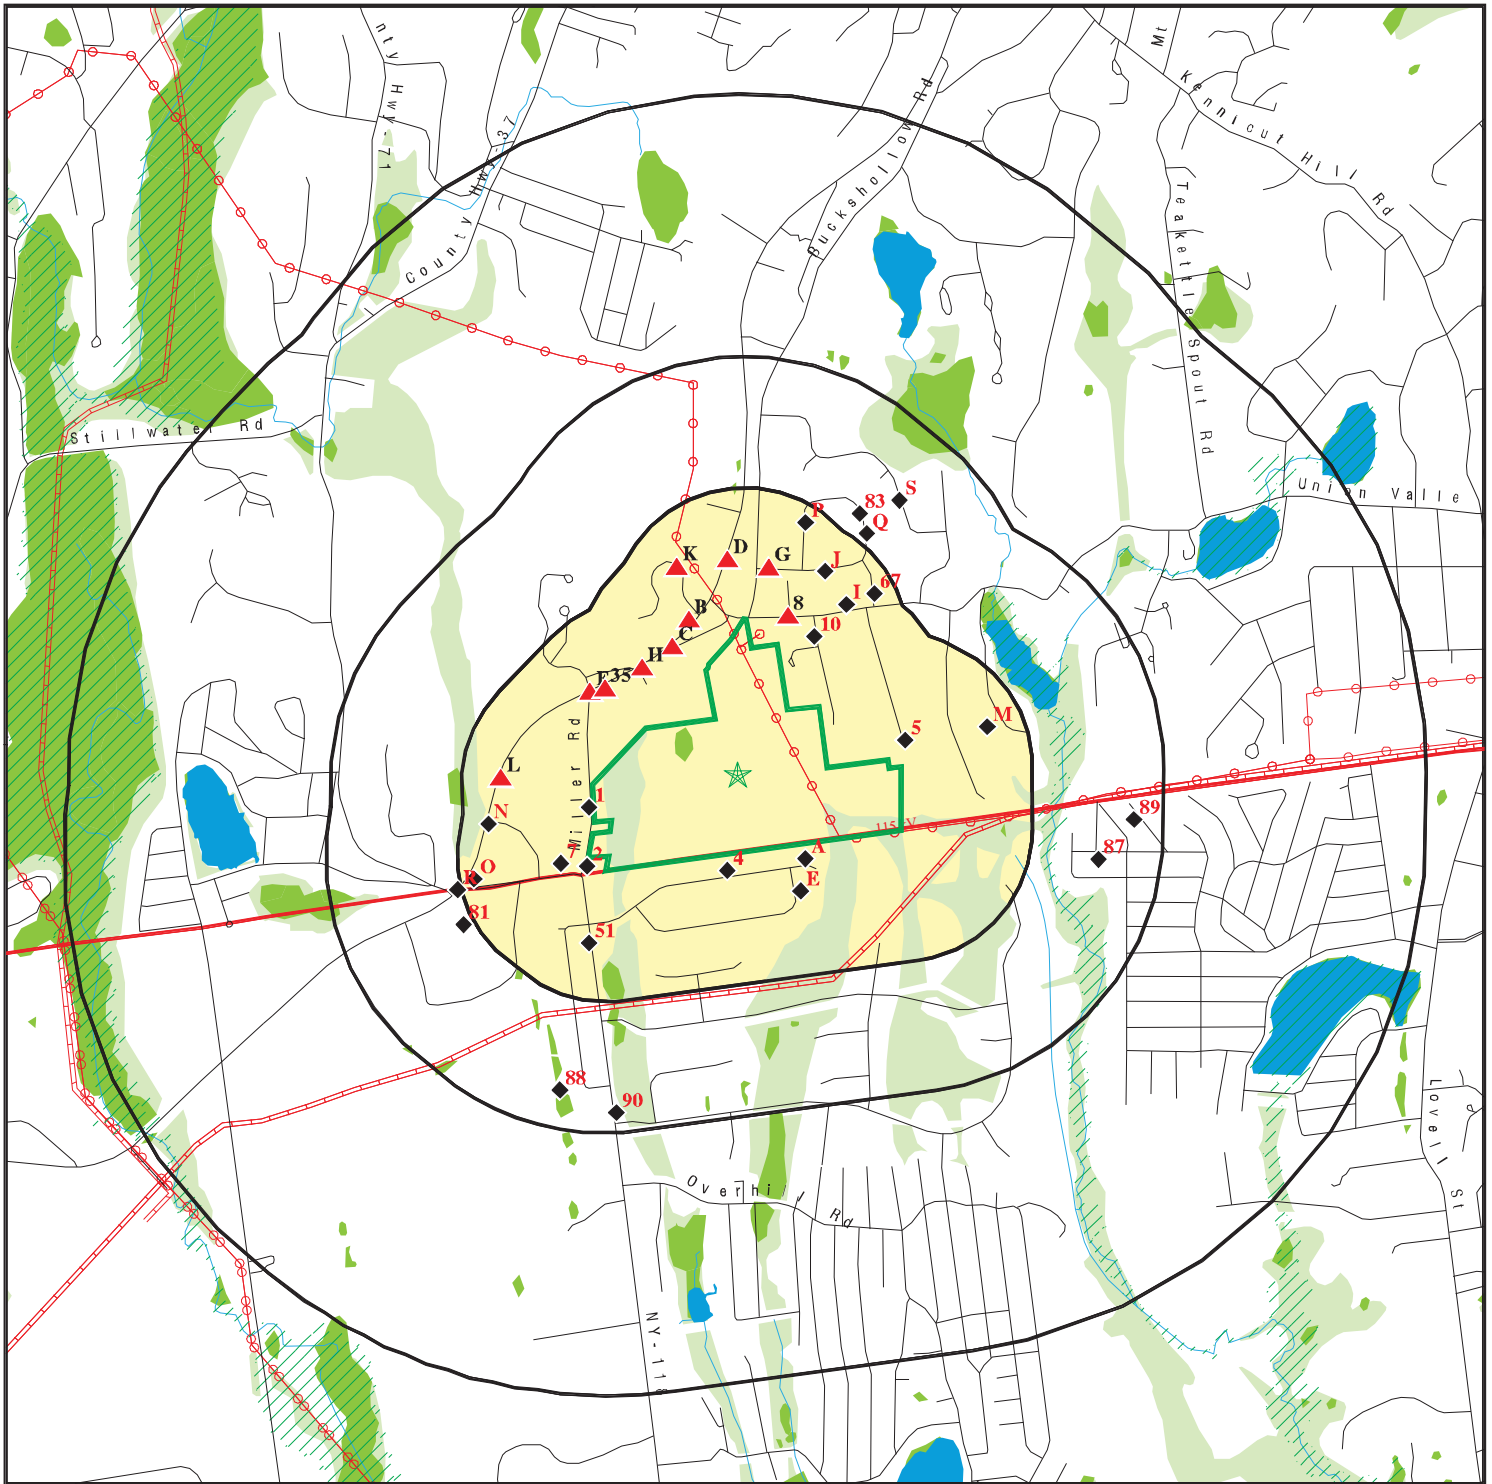 nty Hwy-71
County Hwy-37
Buckshollow Rd
Mt
Kennicut Hill Rd
Teakettle Spout Rd
Stillwater Rd
Union Valle
S
83
P
Q
D
K
G
J
67
I
B
8
10
C
H
F
35
Miller Rd
M
5
L
1
N
115 kV
89
A
87
7
2
4
O
E
R
81
51
88
90
Lovell St
Overhill Rd
NY-118